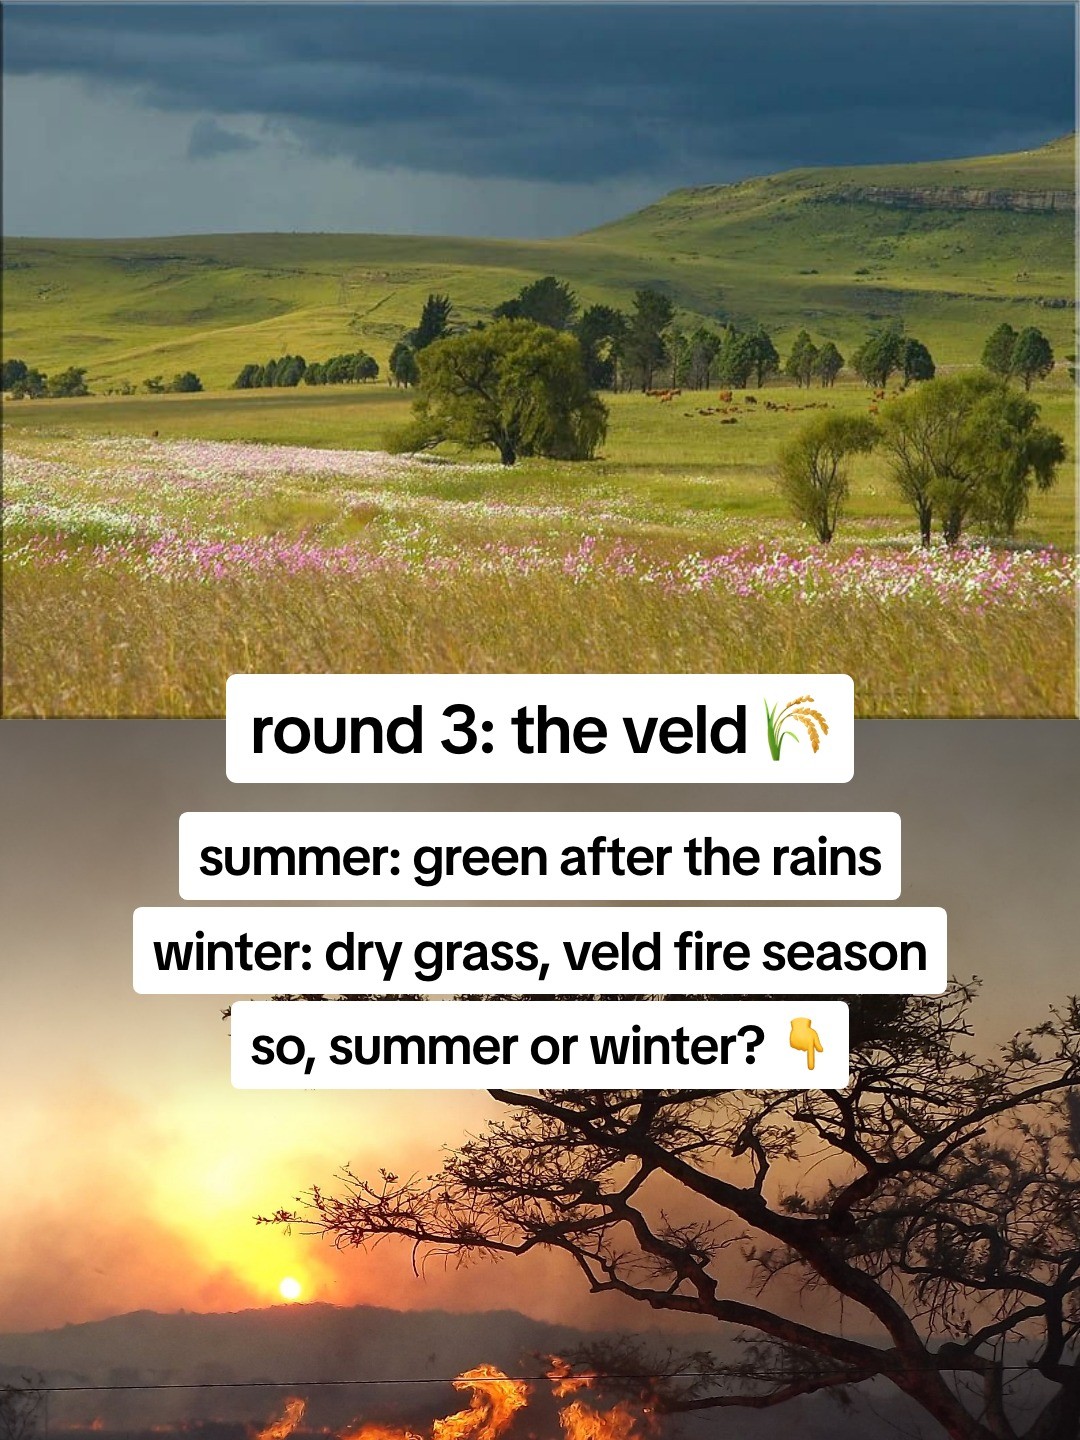 round 3: the veld 🌾
summer: green after the rains
winter: dry grass, veld fire season
so, summer or winter? 👇